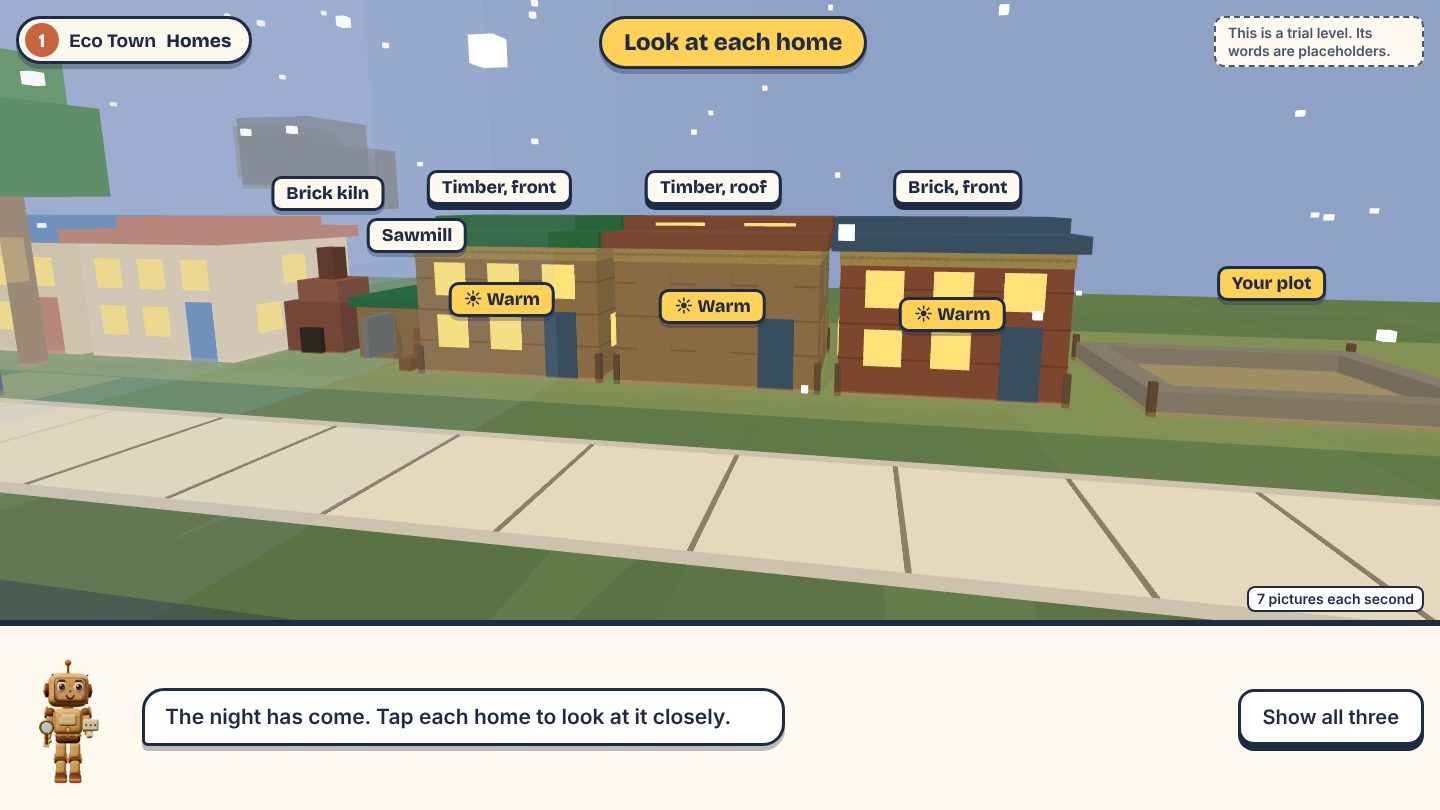 1 Eco Town Homes
Look at each home
This is a trial level. Its
words are placeholders.
Brick kiln
Timber, front
Timber, roof
Brick, front
Sawmill
Your plot
☀ Warm
☀ Warm
☀ Warm
7 pictures each second
The night has come. Tap each home to look at it closely.
Show all three